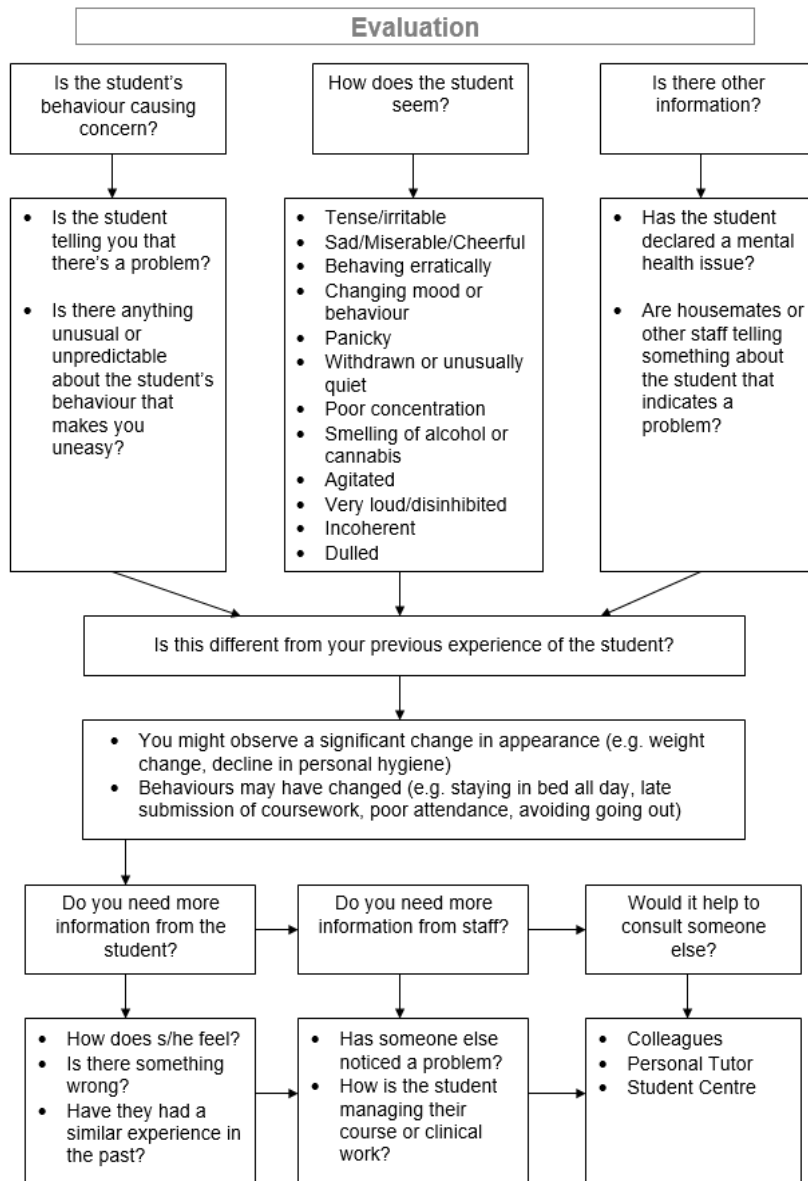 Evaluation
Is the student's
behaviour causing
concern?
How does the student
seem?
Is there other
information?
• Is the student
telling you that
there's a problem?
• Is there anything
unusual or
unpredictable
about the student's
behaviour that
makes you
uneasy?
• Tense/irritable
• Sad/Miserable/Cheerful
• Behaving erratically
• Changing mood or
behaviour
• Panicky
• Withdrawn or unusually
quiet
• Poor concentration
• Smelling of alcohol or
cannabis
• Agitated
• Very loud/disinhibited
• Incoherent
• Dulled
• Has the student
declared a mental
health issue?
• Are housemates or
other staff telling
something about
the student that
indicates a
problem?
Is this different from your previous experience of the student?
• You might observe a significant change in appearance (e.g. weight
change, decline in personal hygiene)
• Behaviours may have changed (e.g. staying in bed all day, late
submission of coursework, poor attendance, avoiding going out)
Do you need more
information from the
student?
Do you need more
information from staff?
Would it help to
consult someone
else?
• How does s/he feel?
• Is there something
wrong?
• Have they had a
similar experience in
the past?
• Has someone else
noticed a problem?
• How is the student
managing their
course or clinical
work?
• Colleagues
• Personal Tutor
• Student Centre